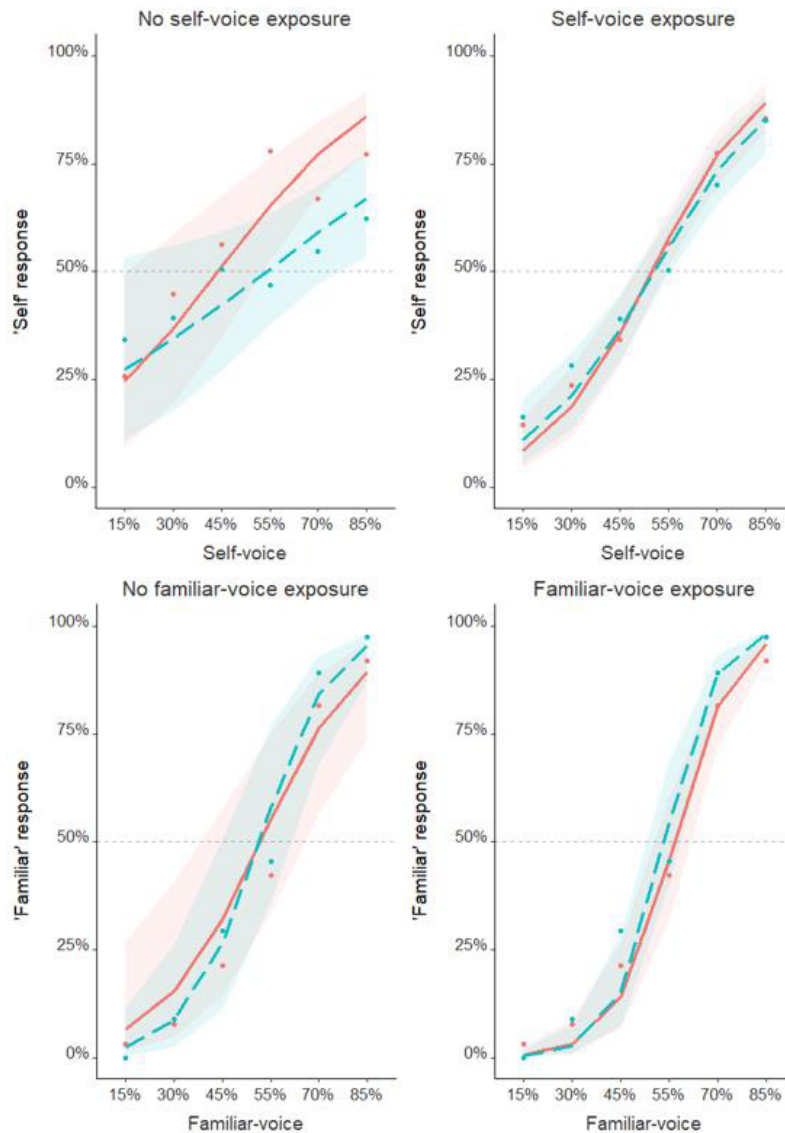 No self-voice exposure
100%
75%
50%
25%
0%
'Self' response
15% 30% 45% 55% 70% 85%
Self-voice
Self-voice exposure
100%
75%
50%
25%
0%
'Self' response
15% 30% 45% 55% 70% 85%
Self-voice
No familiar-voice exposure
100%
75%
50%
25%
0%
'Familiar' response
15% 30% 45% 55% 70% 85%
Familiar-voice
Familiar-voice exposure
100%
75%
50%
25%
0%
'Familiar' response
15% 30% 45% 55% 70% 85%
Familiar-voice